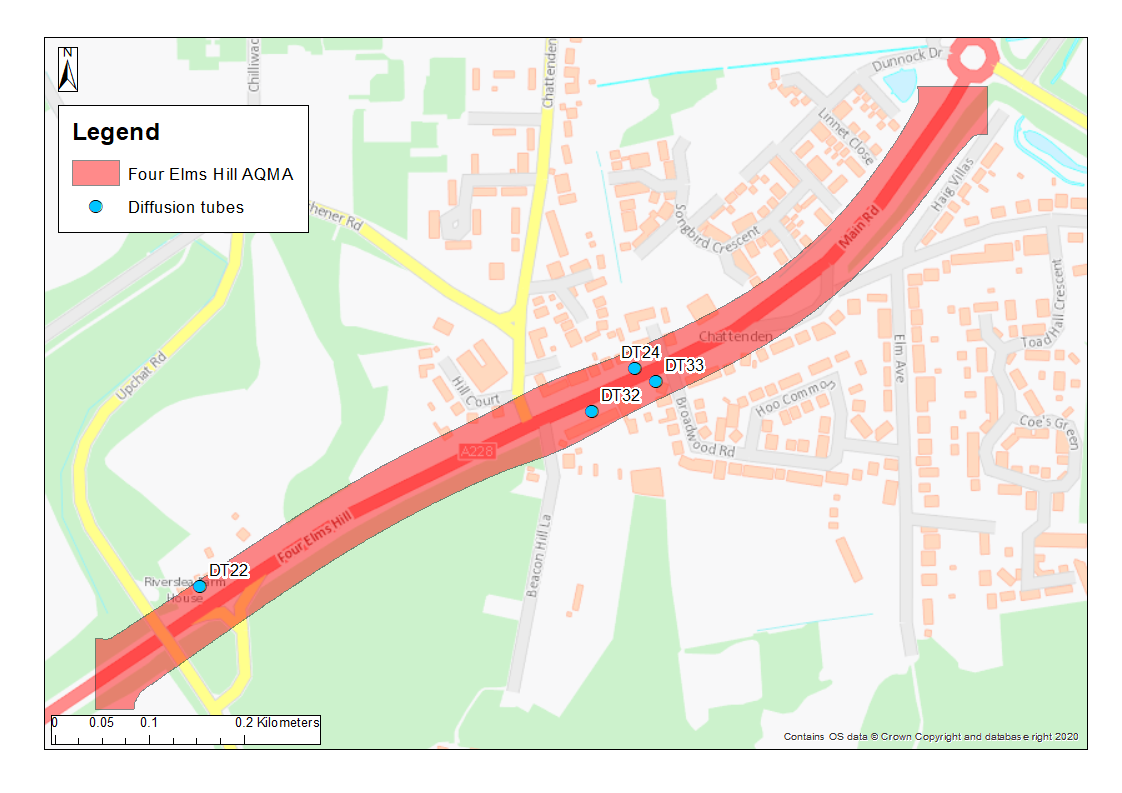 N
Legend
Four Elms Hill AQMA
Diffusion tubes
Chattenden
Dunnock Dr
Linnet Close
Haig Villas
Songbird Crescent
Main Rd
Toad Hall Crescent
Chattenden
Elm Ave
Upchat Rd
DT24
DT33
DT32
Hill Court
Hoo Common
Broadwood Rd
Coe's Green
A228
Four Elms Hill
Beacon Hill La
DT22
House
0 0.05 0.1 0.2 Kilometers
Contains OS data © Crown Copyright and database right 2020